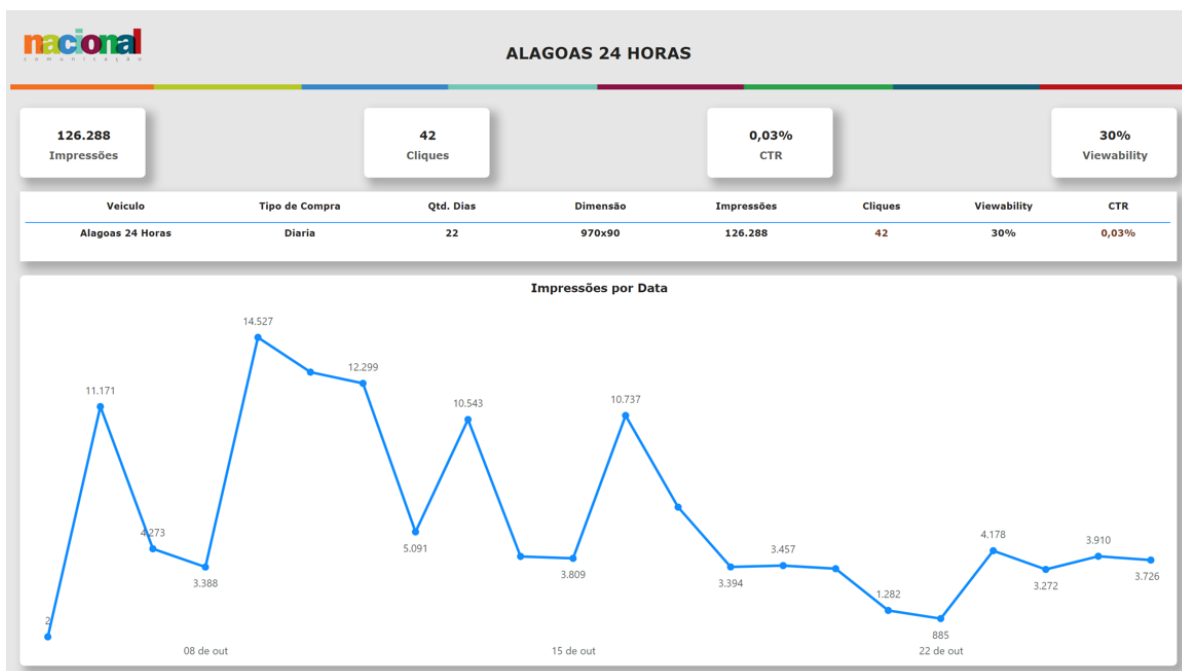 nacional
comunicação
ALAGOAS 24 HORAS
126.288
Impressões
42
Cliques
0,03%
CTR
30%
Viewability
Veiculo Tipo de Compra Qtd. Dias Dimensão Impressões Cliques Viewability CTR
Alagoas 24 Horas Diaria 22 970x90 126.288 42 30% 0,03%
Impressões por Data
14.527
12.299
11.171
10.543
10.737
4.273
3.388
5.091
3.809
3.394
3.457
1.282
885
4.178
3.272
3.910
3.726
2
08 de out 15 de out 22 de out